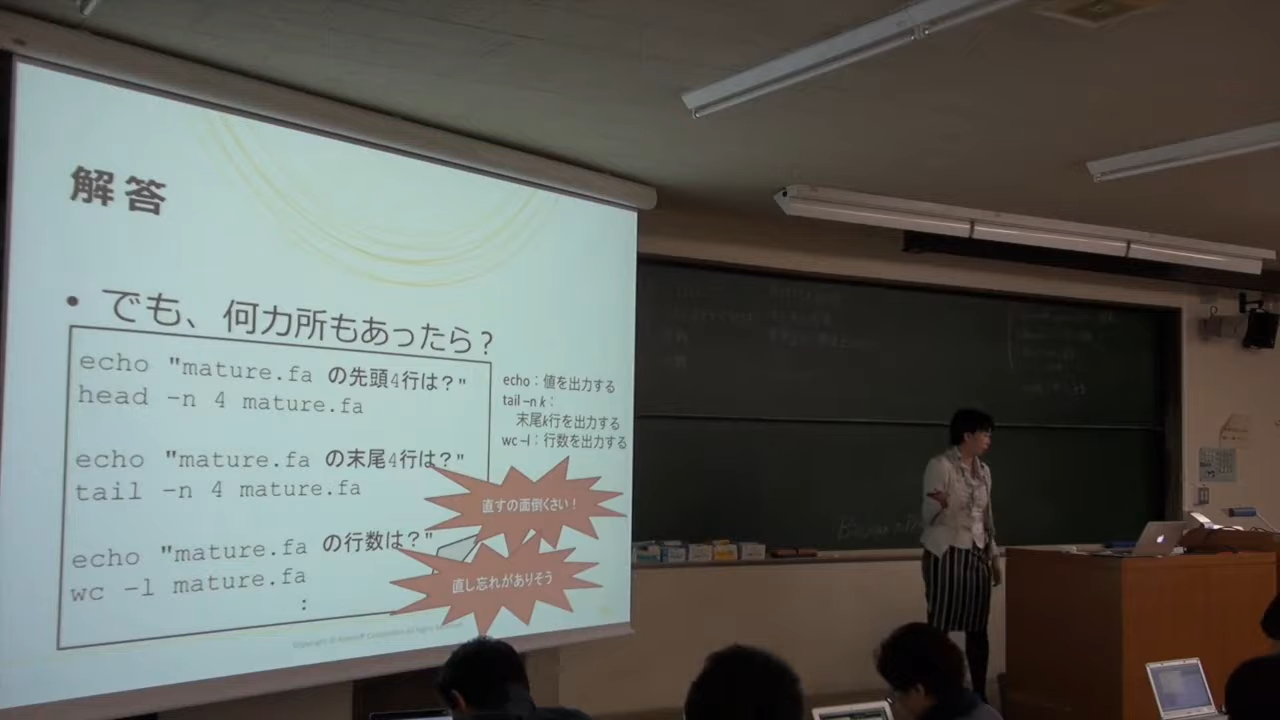 解答
• でも、何カ所もあったら？
echo "mature.fa の先頭4行は？"
head -n 4 mature.fa
echo "mature.fa の末尾4行は？"
tail -n 4 mature.fa
echo "mature.fa の行数は？"
wc -l mature.fa
:
echo：値を出力する
tail –n k：
末尾k行を出力する
wc –l：行数を出力する
直すの面倒くさい！
直し忘れがありそう